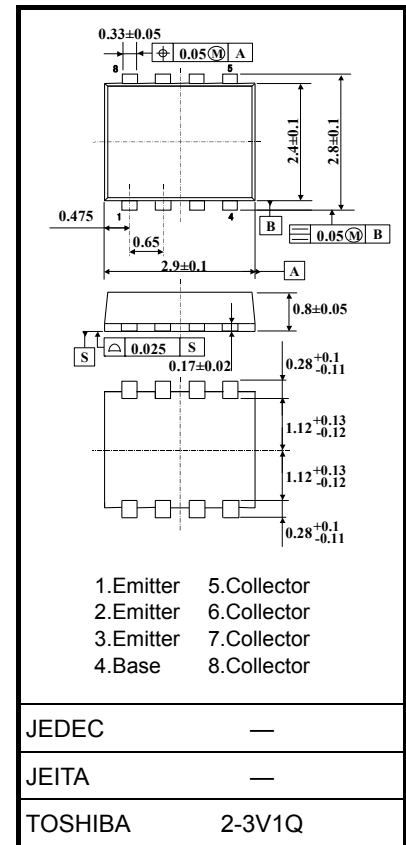 0.33±0.05
⌖ 0.05 Ⓜ A
8 5
2.4±0.1
2.8±0.1
0.475
1 4
B
0.65
⌯ 0.05 Ⓜ B
2.9±0.1
A
0.8±0.05
S
⌓ 0.025 S
0.17±0.02
0.28 +0.1 -0.11
1.12 +0.13 -0.12
1.12 +0.13 -0.12
0.28 +0.1 -0.11
1.Emitter 5.Collector
2.Emitter 6.Collector
3.Emitter 7.Collector
4.Base 8.Collector
JEDEC —
JEITA —
TOSHIBA 2-3V1Q